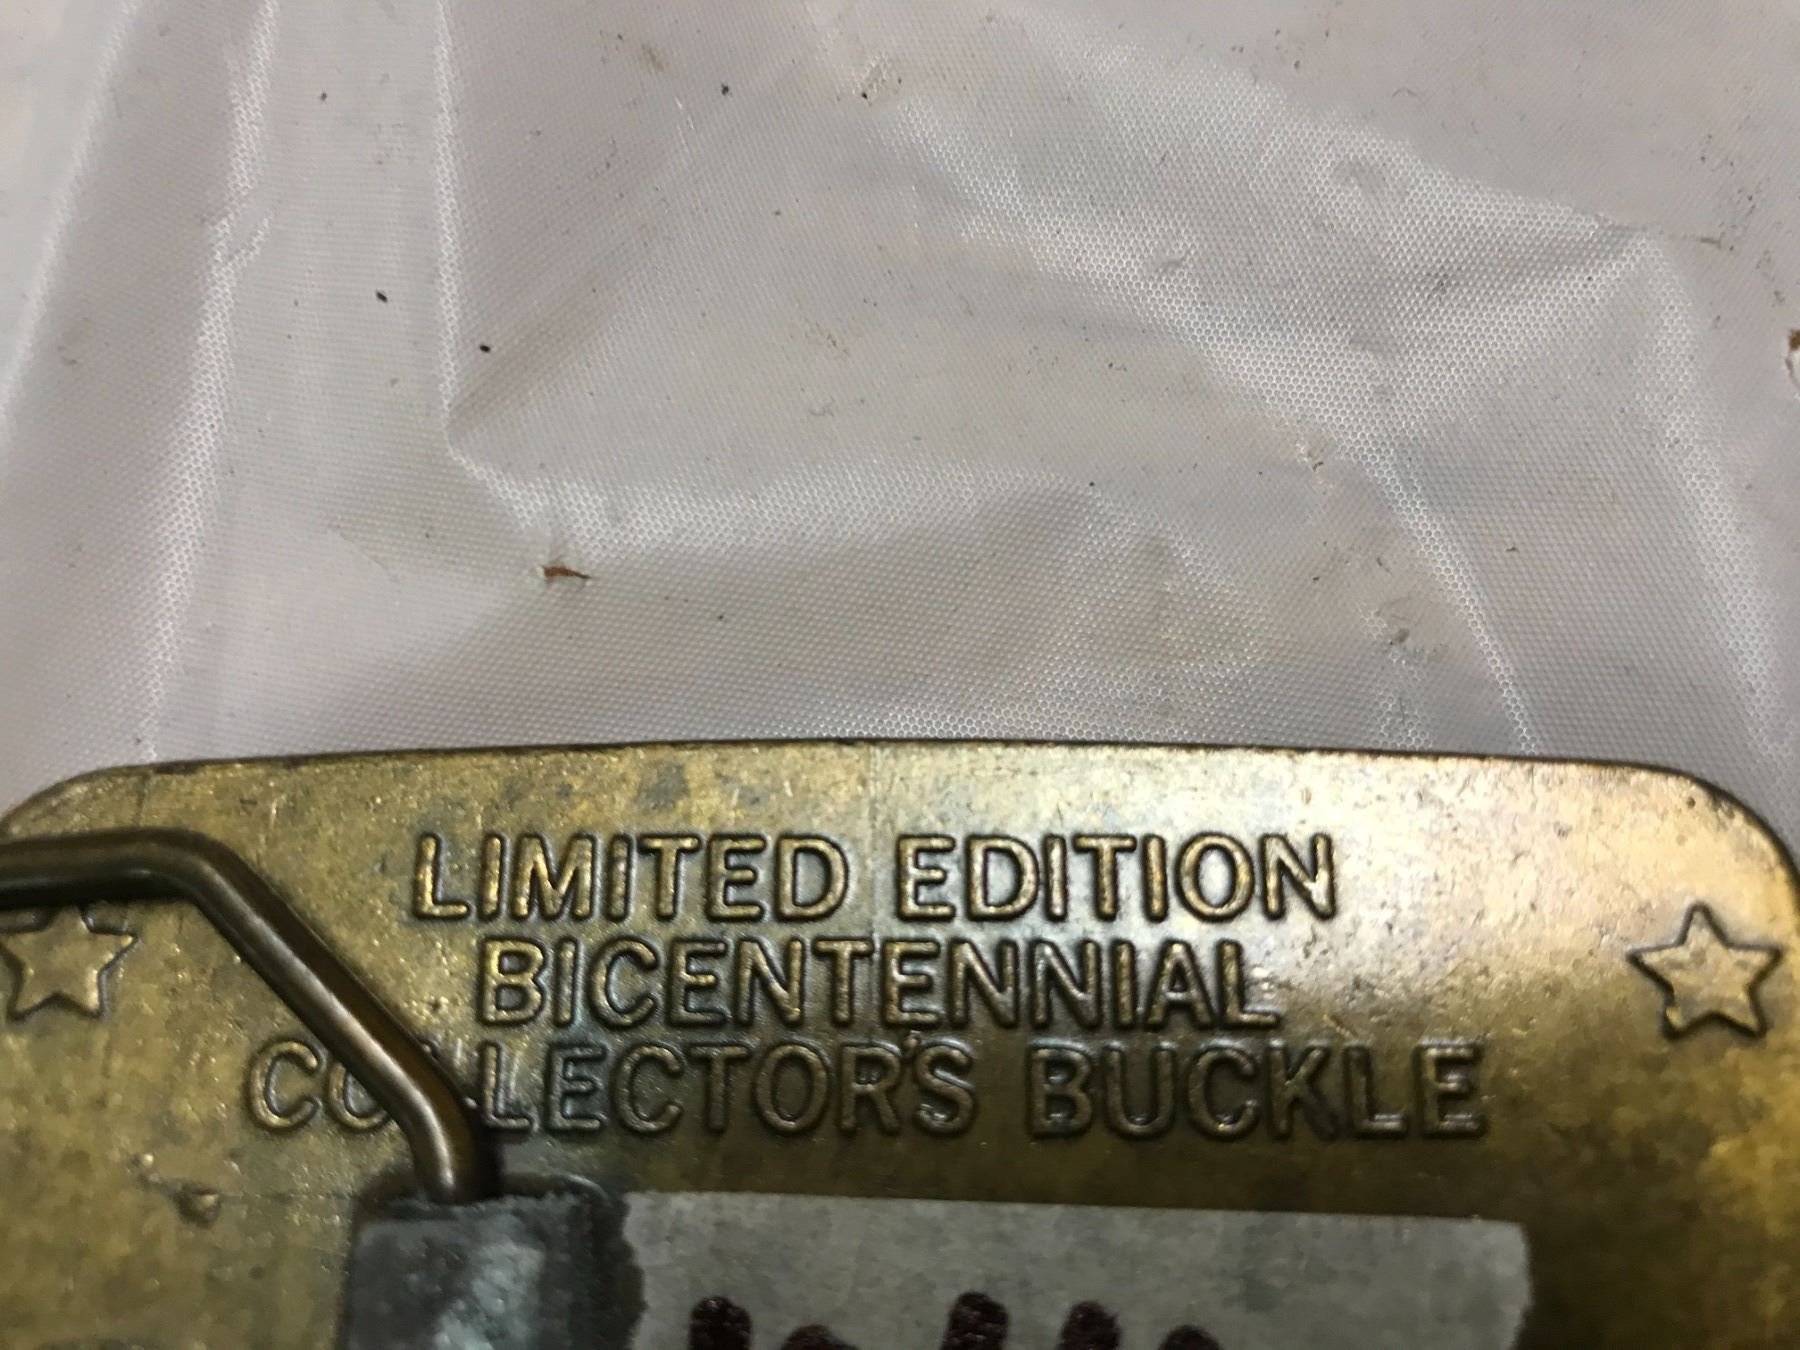 LIMITED EDITION
BICENTENNIAL
COLLECTOR'S BUCKLE